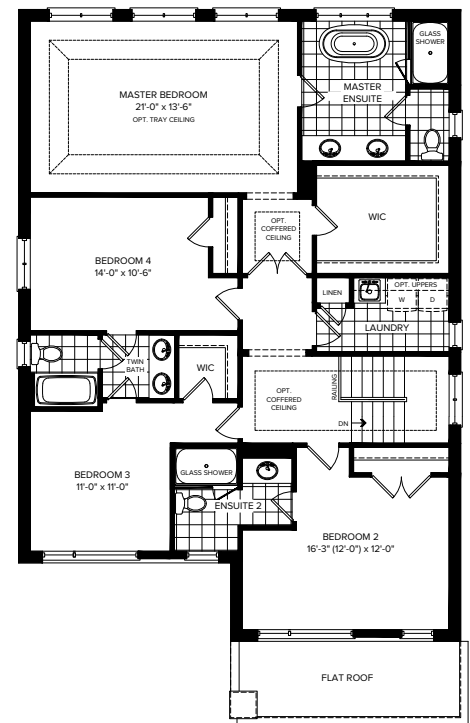 GLASS
SHOWER
MASTER BEDROOM
21'-0" x 13'-6"
OPT. TRAY CEILING
MASTER
ENSUITE
OPT.
COFFERED
CEILING
WIC
BEDROOM 4
14'-0" x 10'-6"
LINEN
OPT. UPPERS
W
D
LAUNDRY
TWIN
BATH
WIC
OPT.
COFFERED
CEILING
RAILING
DN
BEDROOM 3
11'-0" x 11'-0"
GLASS SHOWER
ENSUITE 2
BEDROOM 2
16'-3" (12'-0") x 12'-0"
FLAT ROOF